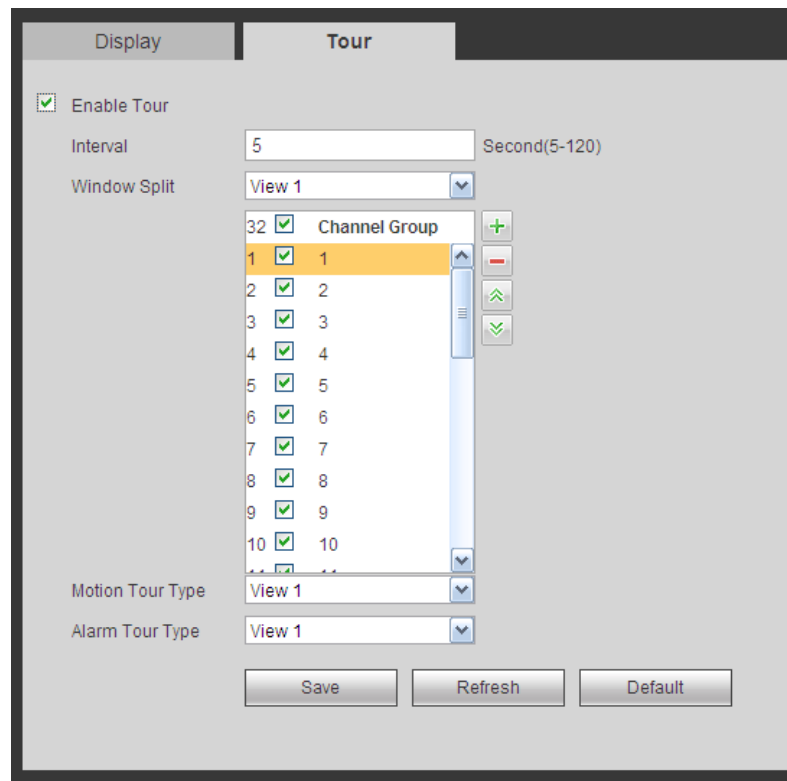 Display Tour
Enable Tour
Interval 5 Second(5-120)
Window Split View 1
32 Channel Group
1 1
2 2
3 3
4 4
5 5
6 6
7 7
8 8
9 9
10 10
Motion Tour Type View 1
Alarm Tour Type View 1
Save Refresh Default